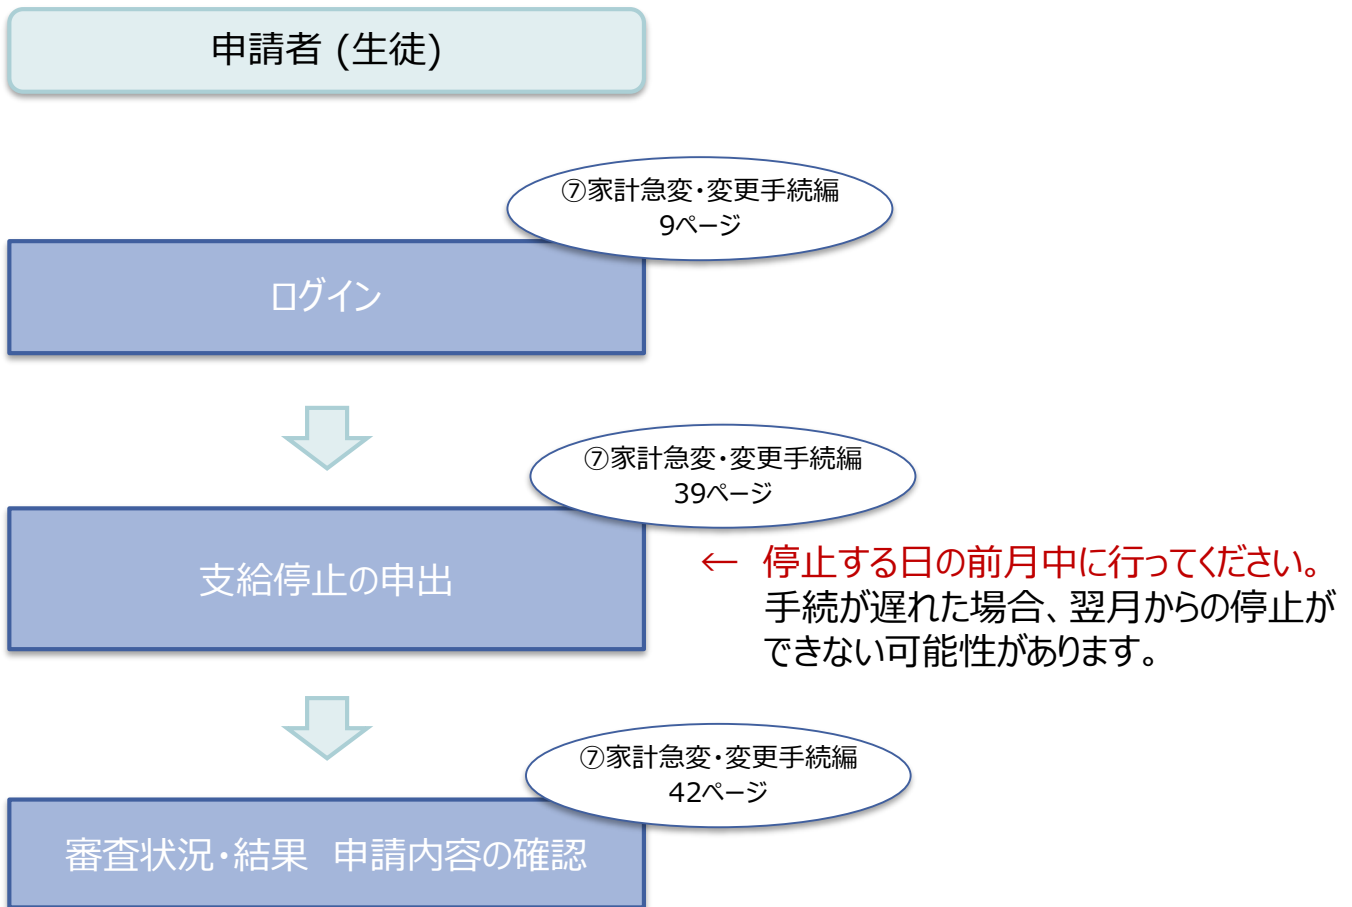 申請者 (生徒)
⑦家計急変・変更手続編
9ページ
ログイン
⑦家計急変・変更手続編
39ページ
支給停止の申出
← 停止する日の前月中に行ってください。
手続が遅れた場合、翌月からの停止が
できない可能性があります。
⑦家計急変・変更手続編
42ページ
審査状況・結果　申請内容の確認